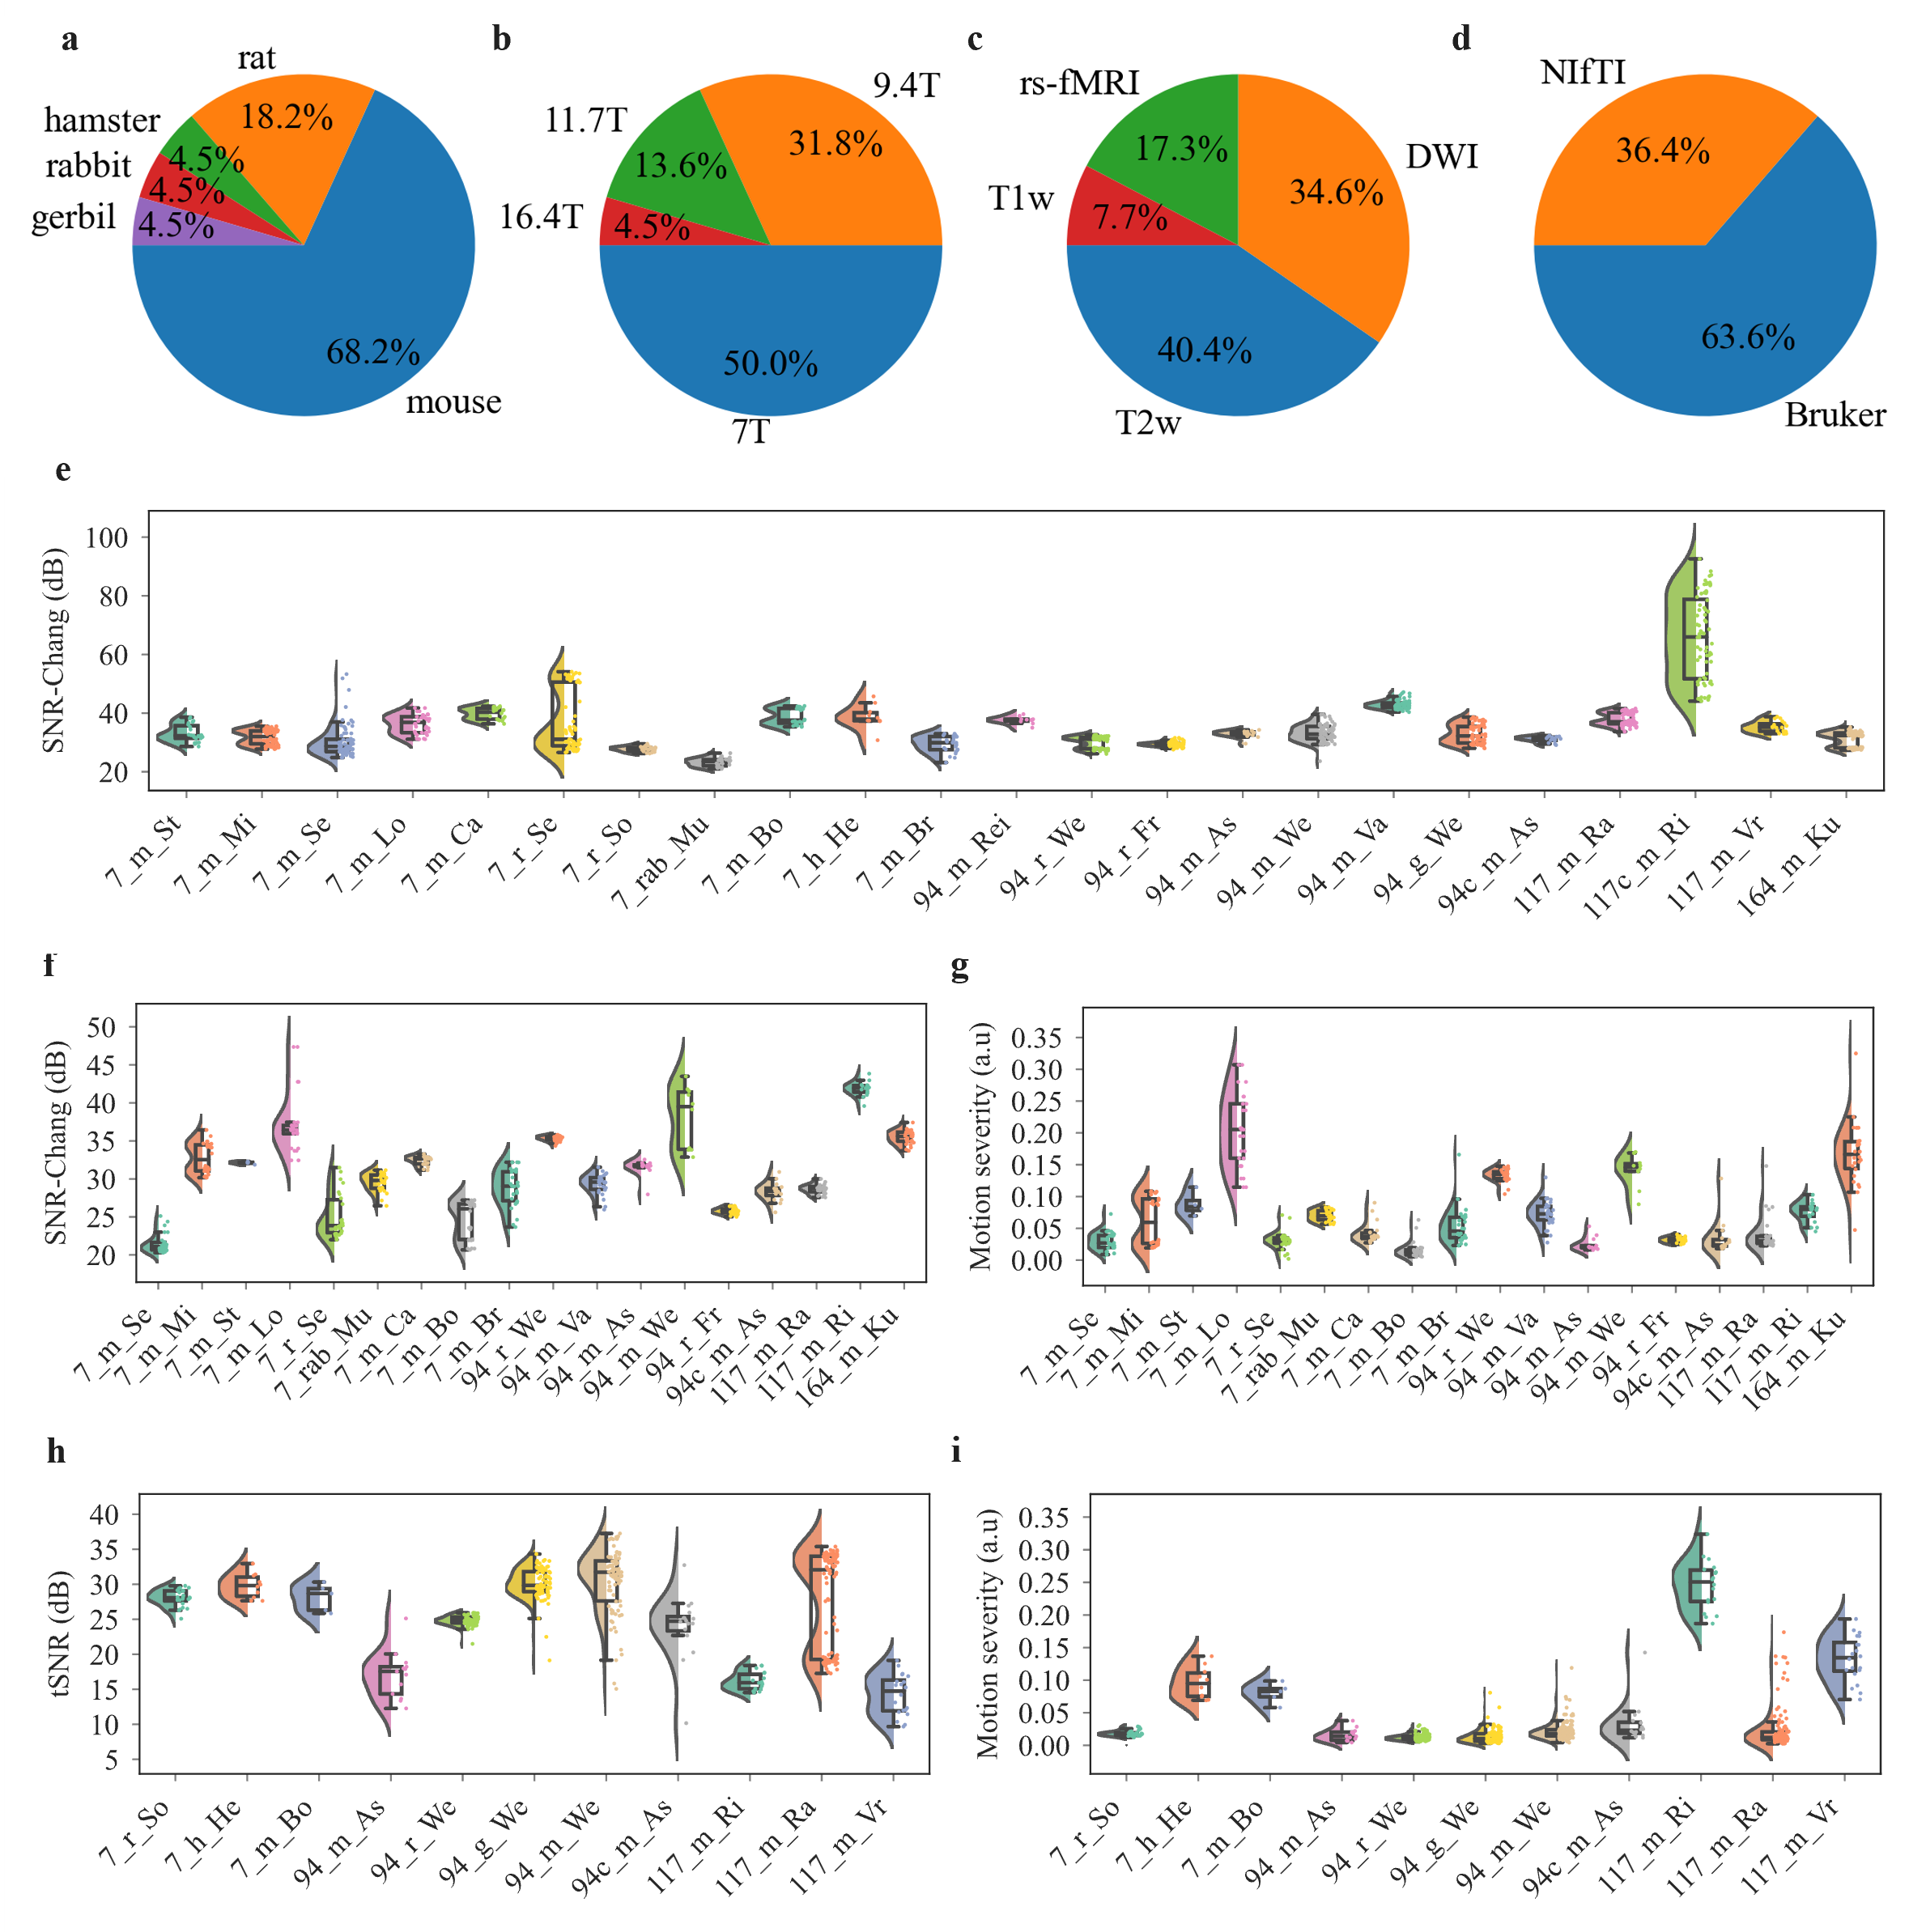 a
b
c
d
rat
18.2%
hamster
4.5%
rabbit
4.5%
gerbil
4.5%
68.2%
mouse
9.4T
31.8%
11.7T
13.6%
16.4T
4.5%
50.0%
7T
rs-fMRI
17.3%
DWI
34.6%
T1w
7.7%
40.4%
T2w
NIfTI
36.4%
63.6%
Bruker
e
SNR-Chang (dB)
100
80
60
40
20
7_m_St
7_m_Mi
7_m_Se
7_m_Lo
7_m_Ca
7_r_Se
7_r_So
7_rab_Mu
7_m_Bo
7_h_He
7_m_Br
94_m_Rei
94_r_We
94_r_Fr
94_m_As
94_m_We
94_m_Va
94_g_We
94c_m_As
117_m_Ra
117c_m_Ri
117_m_Vr
164_m_Ku
f
SNR-Chang (dB)
50
45
40
35
30
25
20
7_m_Se
7_m_Mi
7_m_St
7_m_Lo
7_r_Se
7_rab_Mu
7_m_Ca
7_m_Bo
7_m_Br
94_r_We
94_m_Va
94_m_As
94_m_We
94_r_Fr
94c_m_As
117_m_Ra
117_m_Ri
164_m_Ku
g
Motion severity (a.u)
0.35
0.30
0.25
0.20
0.15
0.10
0.05
0.00
7_m_Se
7_m_Mi
7_m_St
7_m_Lo
7_r_Se
7_rab_Mu
7_m_Ca
7_m_Bo
7_m_Br
94_r_We
94_m_Va
94_m_As
94_m_We
94_r_Fr
94c_m_As
117_m_Ra
117_m_Ri
164_m_Ku
h
tSNR (dB)
40
35
30
25
20
15
10
5
7_r_So
7_h_He
7_m_Bo
94_m_As
94_r_We
94_g_We
94_m_We
94c_m_As
117_m_Ri
117_m_Ra
117_m_Vr
i
Motion severity (a.u)
0.35
0.30
0.25
0.20
0.15
0.10
0.05
0.00
7_r_So
7_h_He
7_m_Bo
94_m_As
94_r_We
94_g_We
94_m_We
94c_m_As
117_m_Ri
117_m_Ra
117_m_Vr